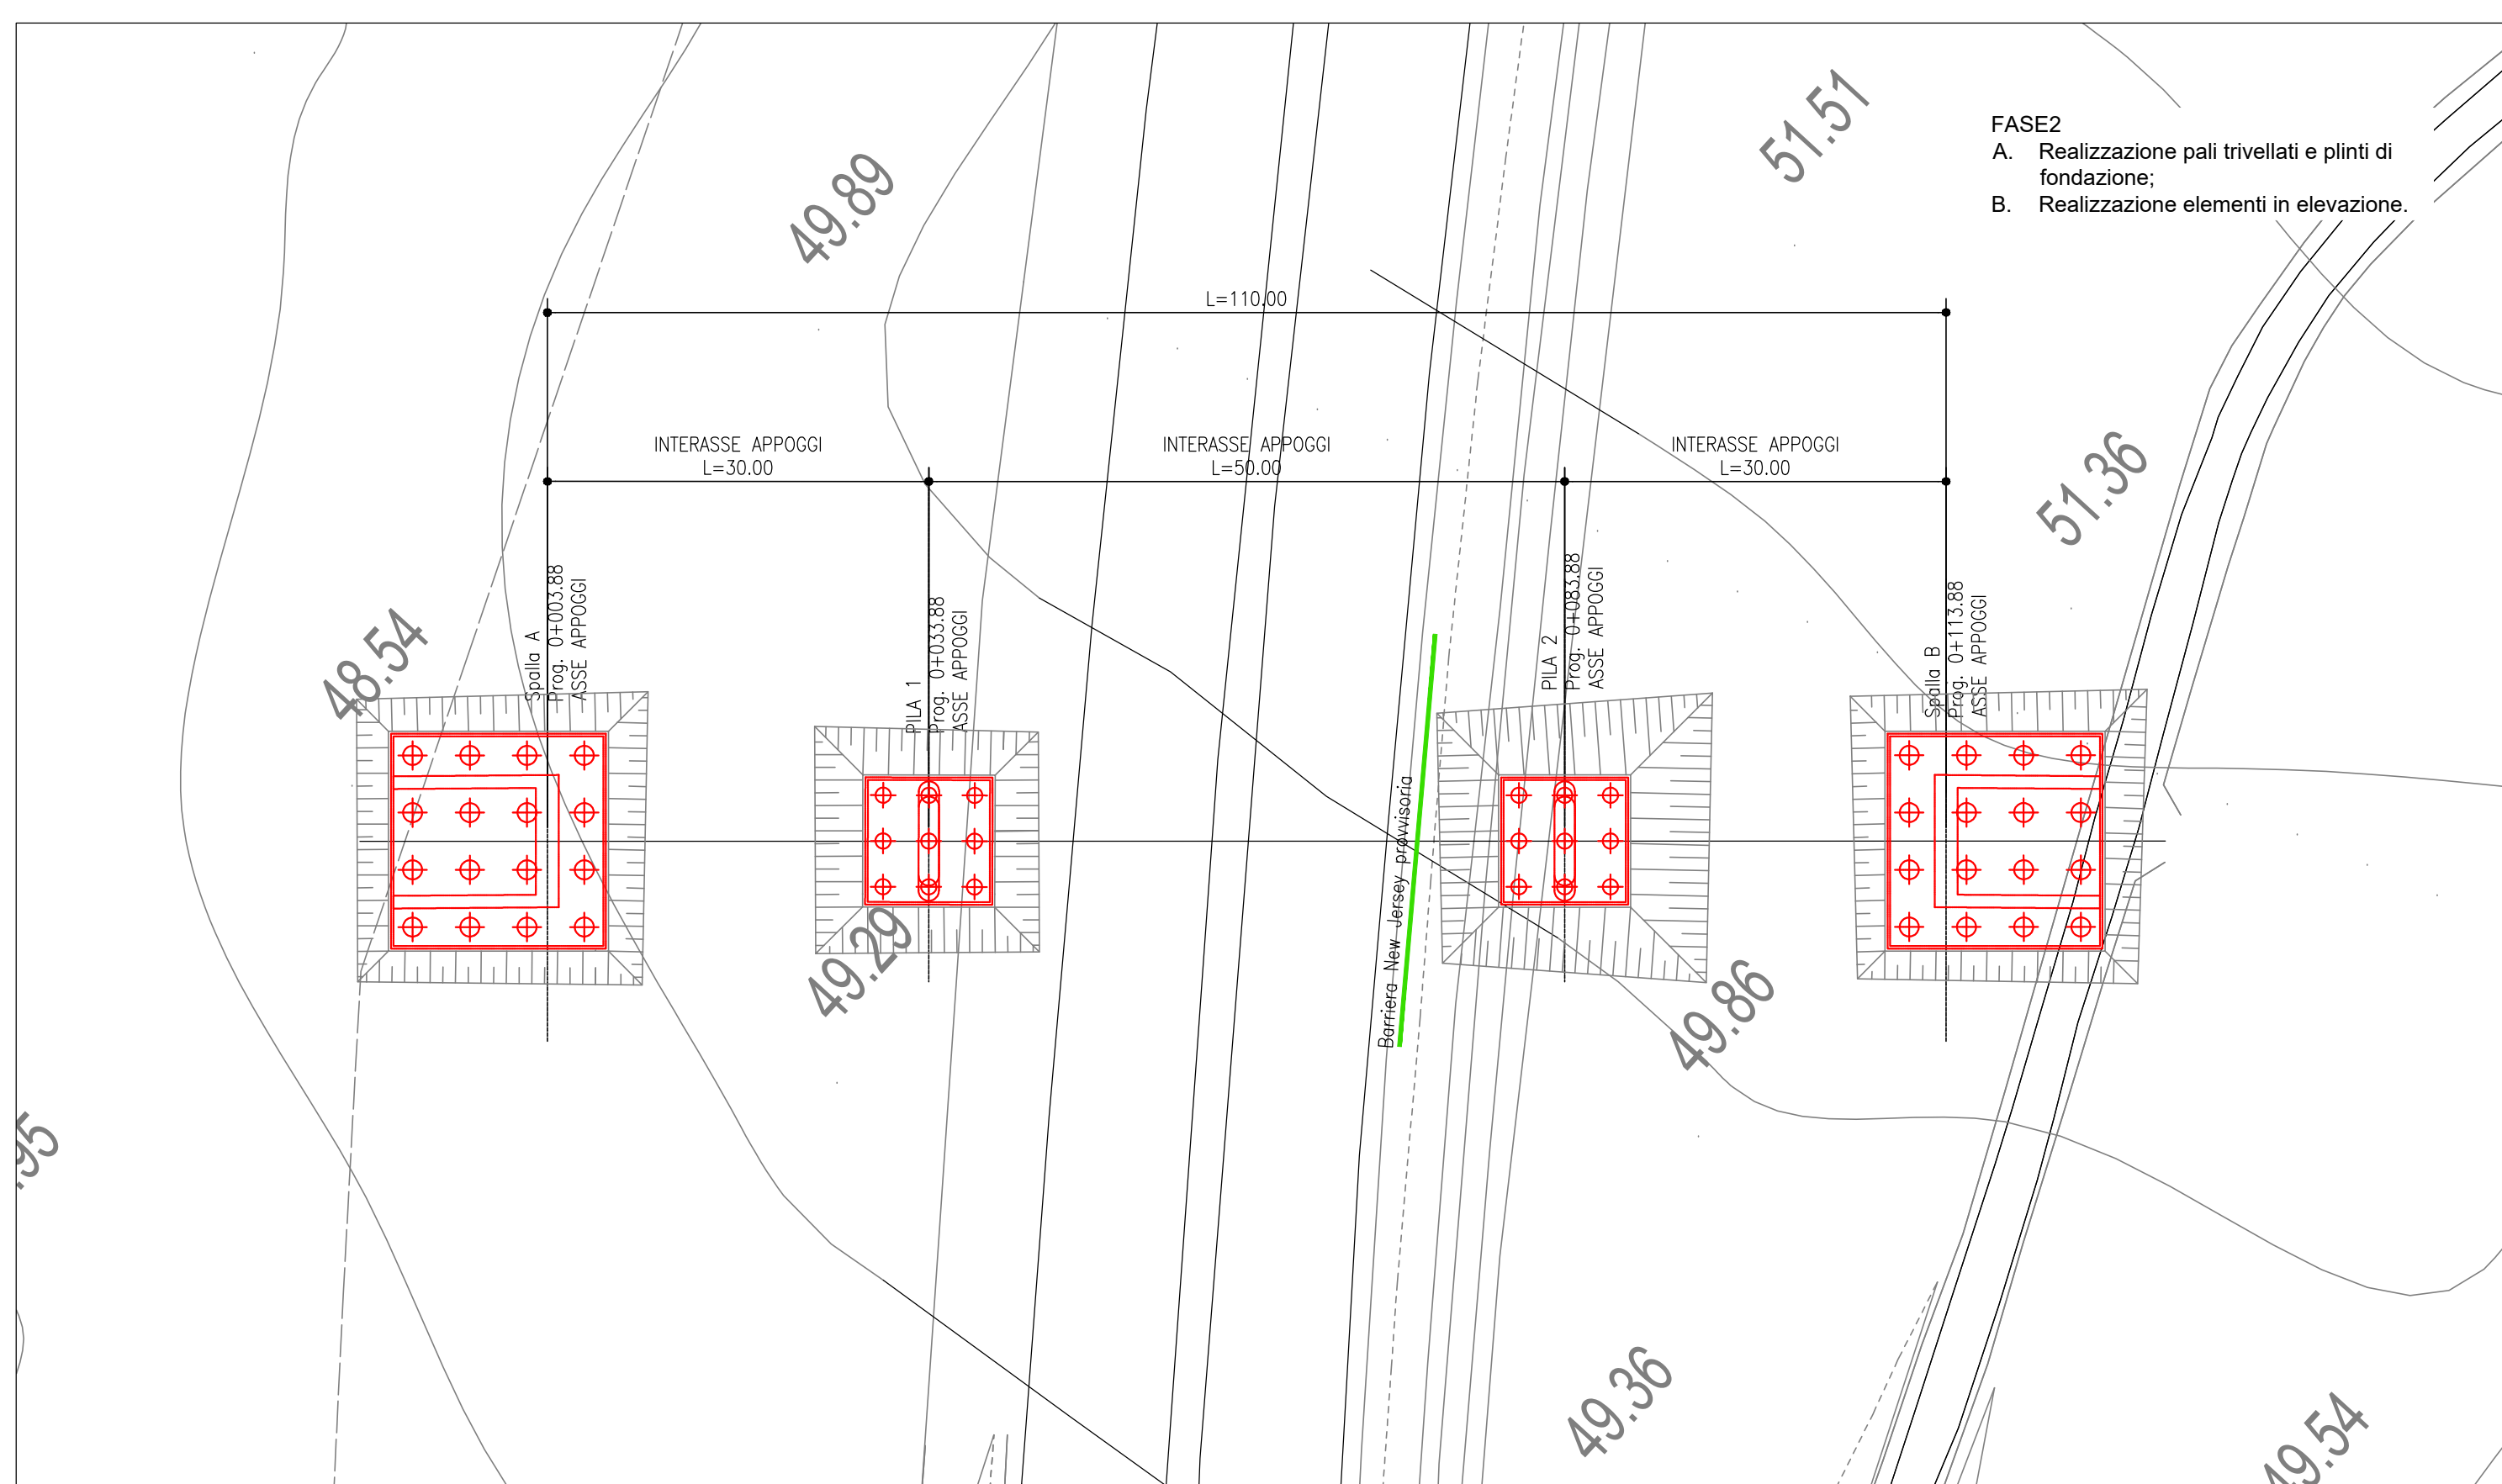 51.51
FASE2
A. Realizzazione pali trivellati e plinti di
fondazione;
B. Realizzazione elementi in elevazione.
49.89
L=110.00
INTERASSE APPOGGI
L=30.00
INTERASSE APPOGGI
L=50.00
INTERASSE APPOGGI
L=30.00
51.36
48.54
Spalla A
Prog. 0+003.88
ASSE APPOGGI
PILA 1
Prog. 0+033.88
ASSE APPOGGI
PILA 2
Prog. 0+083.88
ASSE APPOGGI
Spalla B
Prog. 0+113.88
ASSE APPOGGI
Barriera New Jersey provvisoria
49.29
49.86
.95
49.36
49.54